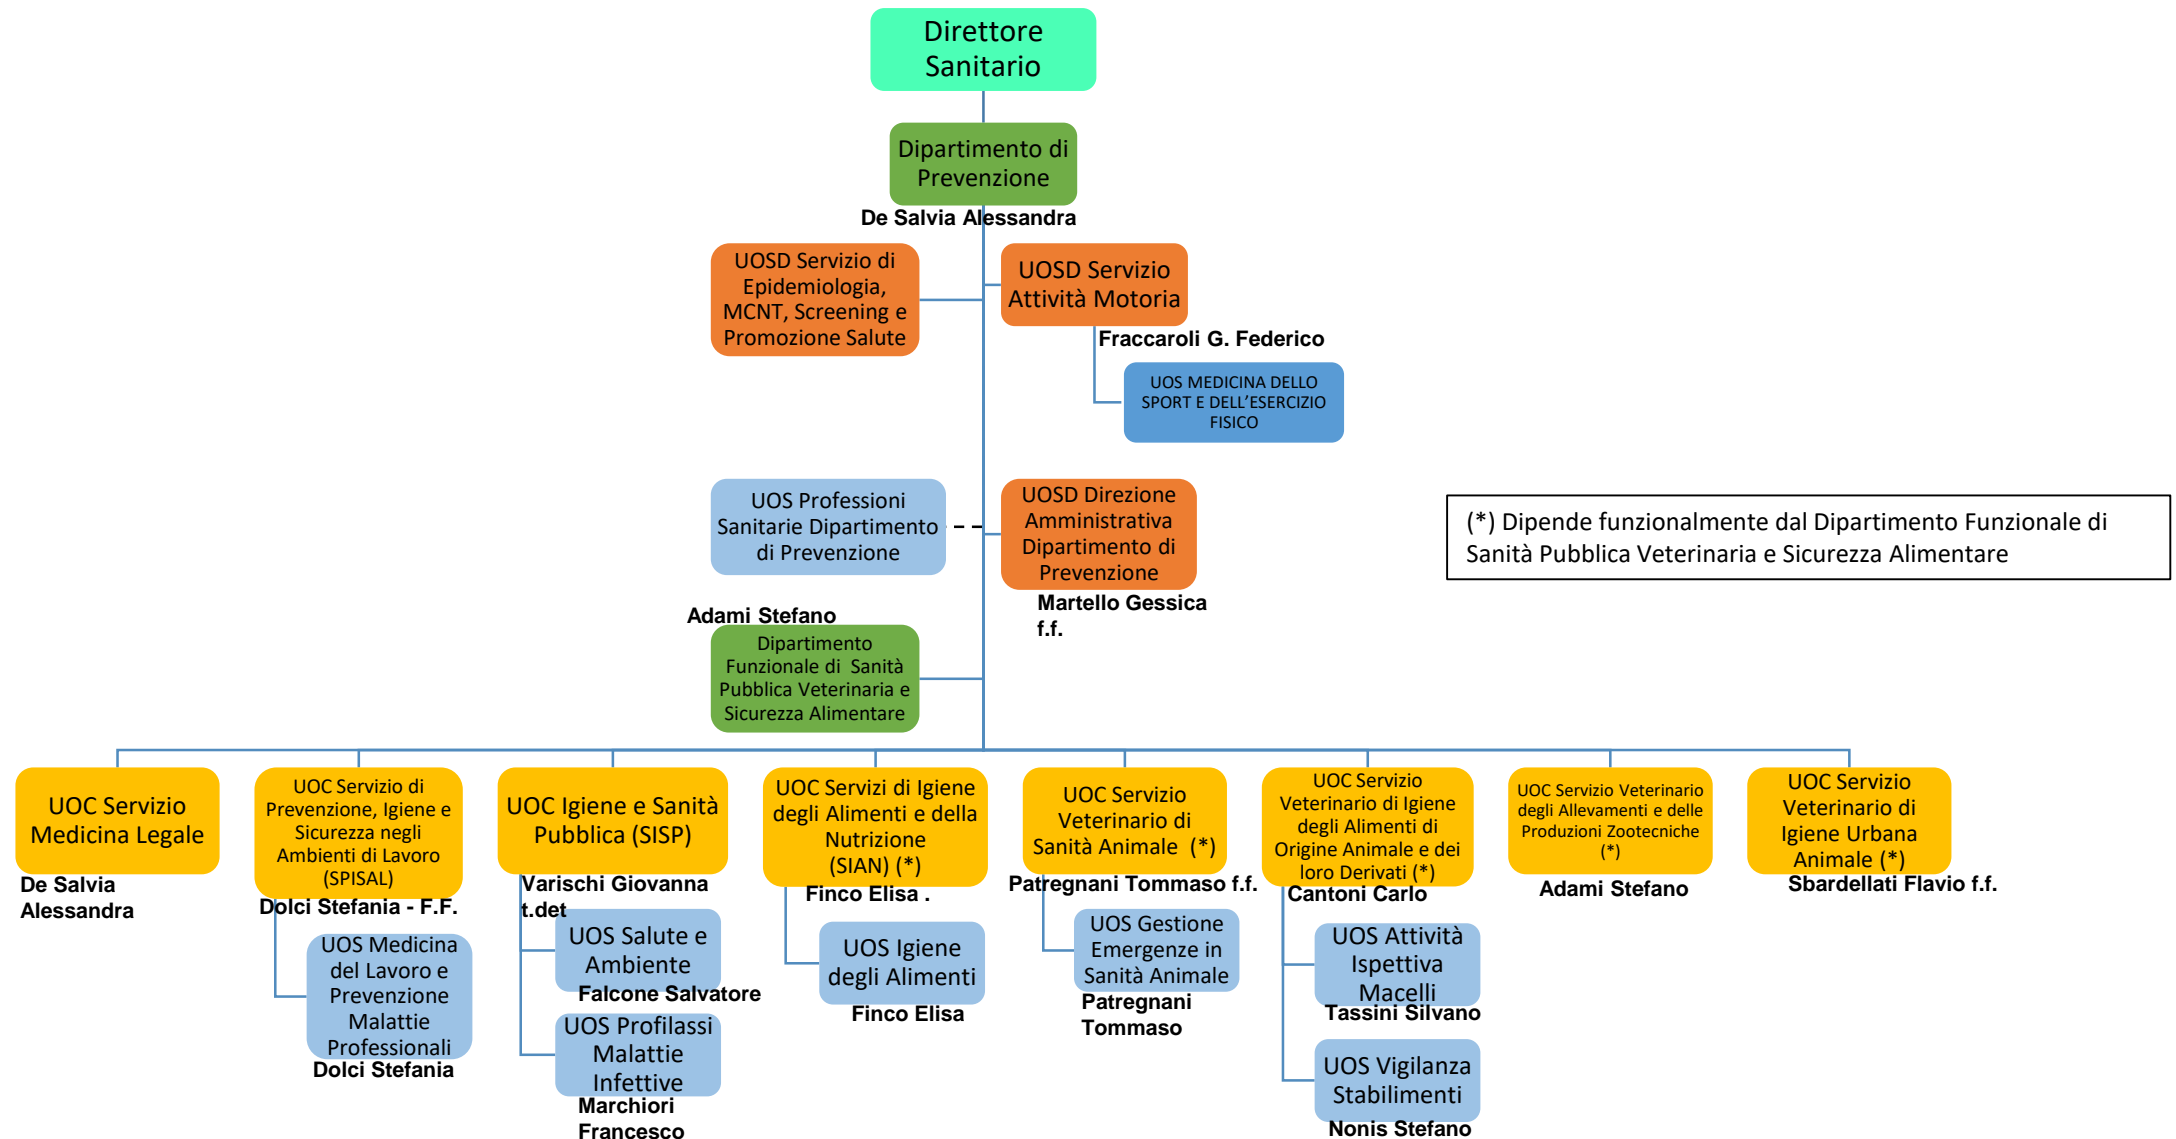 Direttore
Sanitario
Dipartimento di
Prevenzione
De Salvia Alessandra
UOSD Servizio di
Epidemiologia,
MCNT, Screening e
Promozione Salute
UOSD Servizio
Attività Motoria
Fraccaroli G. Federico
UOS MEDICINA DELLO
SPORT E DELL'ESERCIZIO
FISICO
UOS Professioni
Sanitarie Dipartimento
di Prevenzione
UOSD Direzione
Amministrativa
Dipartimento di
Prevenzione
Martello Gessica
f.f.
(*) Dipende funzionalmente dal Dipartimento Funzionale di
Sanità Pubblica Veterinaria e Sicurezza Alimentare
Adami Stefano
Dipartimento
Funzionale di Sanità
Pubblica Veterinaria e
Sicurezza Alimentare
UOC Servizio
Medicina Legale
De Salvia
Alessandra
UOC Servizio di
Prevenzione, Igiene e
Sicurezza negli
Ambienti di Lavoro
(SPISAL)
Dolci Stefania - F.F.
UOS Medicina
del Lavoro e
Prevenzione
Malattie
Professionali
Dolci Stefania
UOC Igiene e Sanità
Pubblica (SISP)
Varischi Giovanna
t.det
UOS Salute e
Ambiente
Falcone Salvatore
UOS Profilassi
Malattie
Infettive
Marchiori
Francesco
UOC Servizi di Igiene
degli Alimenti e della
Nutrizione
(SIAN) (*)
Finco Elisa .
UOS Igiene
degli Alimenti
Finco Elisa
UOC Servizio
Veterinario di
Sanità Animale (*)
Patregnani Tommaso f.f.
UOS Gestione
Emergenze in
Sanità Animale
Patregnani
Tommaso
UOC Servizio
Veterinario di Igiene
degli Alimenti di
Origine Animale e dei
loro Derivati (*)
Cantoni Carlo
UOS Attività
Ispettiva
Macelli
Tassini Silvano
UOS Vigilanza
Stabilimenti
Nonis Stefano
UOC Servizio Veterinario
degli Allevamenti e delle
Produzioni Zootecniche
(*)
Adami Stefano
UOC Servizio
Veterinario di
Igiene Urbana
Animale (*)
Sbardellati Flavio f.f.